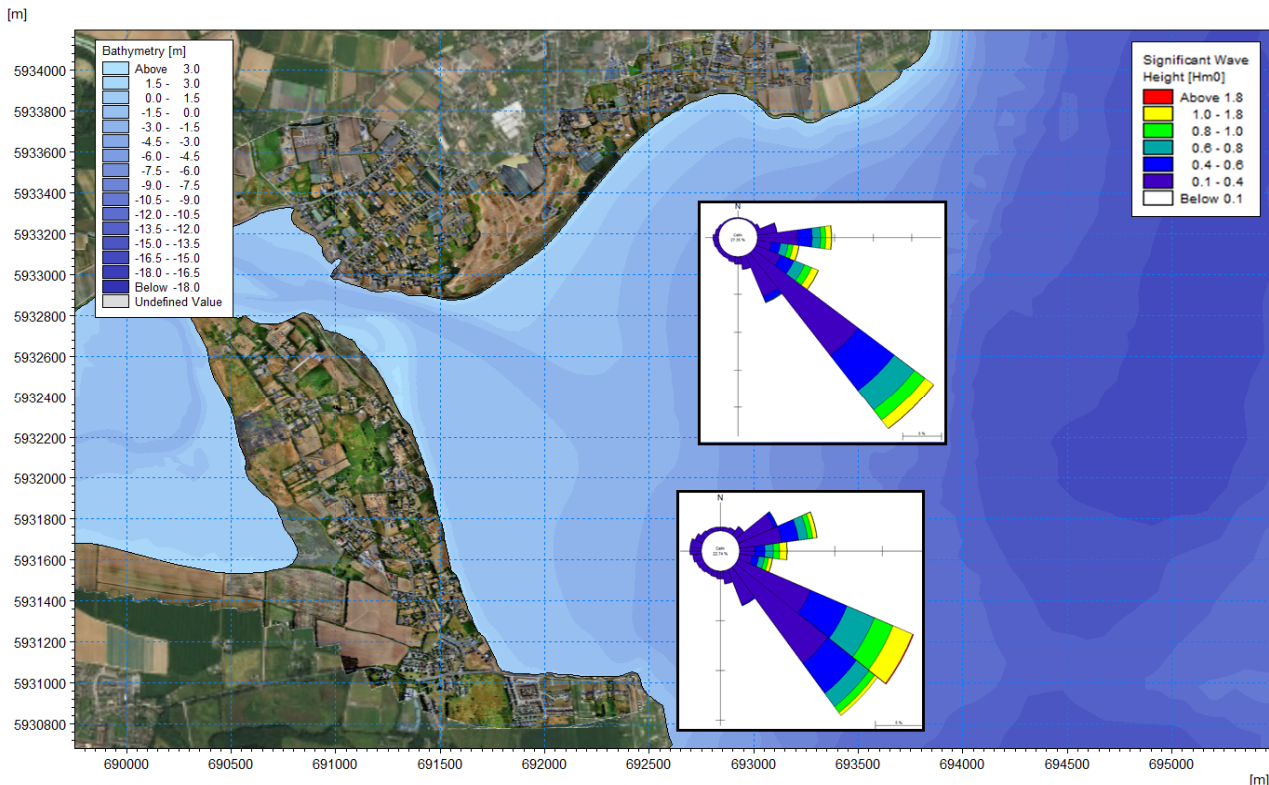 [m]
Bathymetry [m]
Above 3.0
1.5 - 3.0
0.0 - 1.5
-1.5 - 0.0
-3.0 - -1.5
-4.5 - -3.0
-6.0 - -4.5
-7.5 - -6.0
-9.0 - -7.5
-10.5 - -9.0
-12.0 - -10.5
-13.5 - -12.0
-15.0 - -13.5
-16.5 - -15.0
-18.0 - -16.5
Below -18.0
Undefined Value
Significant Wave
Height [Hm0]
Above 1.8
1.0 - 1.8
0.8 - 1.0
0.6 - 0.8
0.4 - 0.6
0.1 - 0.4
Below 0.1
5934000
5933800
5933600
5933400
5933200
5933000
5932800
5932600
5932400
5932200
5932000
5931800
5931600
5931400
5931200
5931000
5930800
N
Calm
5 %
N
Calm
22.74 %
5 %
690000 690500 691000 691500 692000 692500 693000 693500 694000 694500 695000
[m]